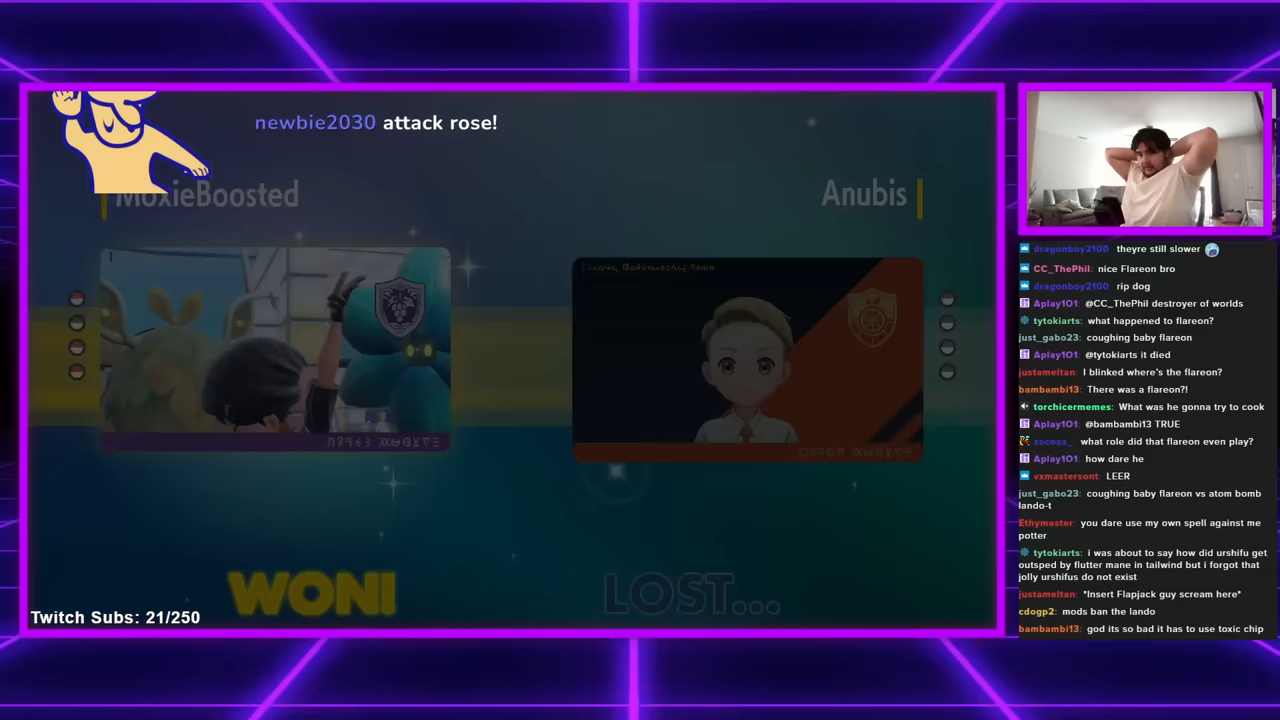 newbie2030 attack rose!
MoxieBoosted
Anubis
WON!
LOST...
Twitch Subs: 21/250
dragonboy2100 theyre still slower
CC_ThePhil: nice Flareon bro
dragonboy2100 rip dog
Aplay1O1: @CC_ThePhil destroyer of worlds
tytokiarts: what happened to flareon?
just_gabo23: coughing baby flareon
Aplay1O1: @tytokiarts it died
justameltan: I blinked where's the flareon?
bambambi13: There was a flareon?!
torchicermemes: What was he gonna try to cook
Aplay1O1: @bambambi13 TRUE
zocoza_ what role did that flareon even play?
Aplay1O1: how dare he
vxmastersont: LEER
just_gabo23: coughing baby flareon vs atom bomb
lando-t
Ethymaster: you dare use my own spell against me
potter
tytokiarts: i was about to say how did urshifu get
outsped by flutter mane in tailwind but i forgot that
jolly urshifus do not exist
justameltan: *Insert Flapjack guy scream here*
cdogp2: mods ban the lando
bambambi13: god its so bad it has to use toxic chip